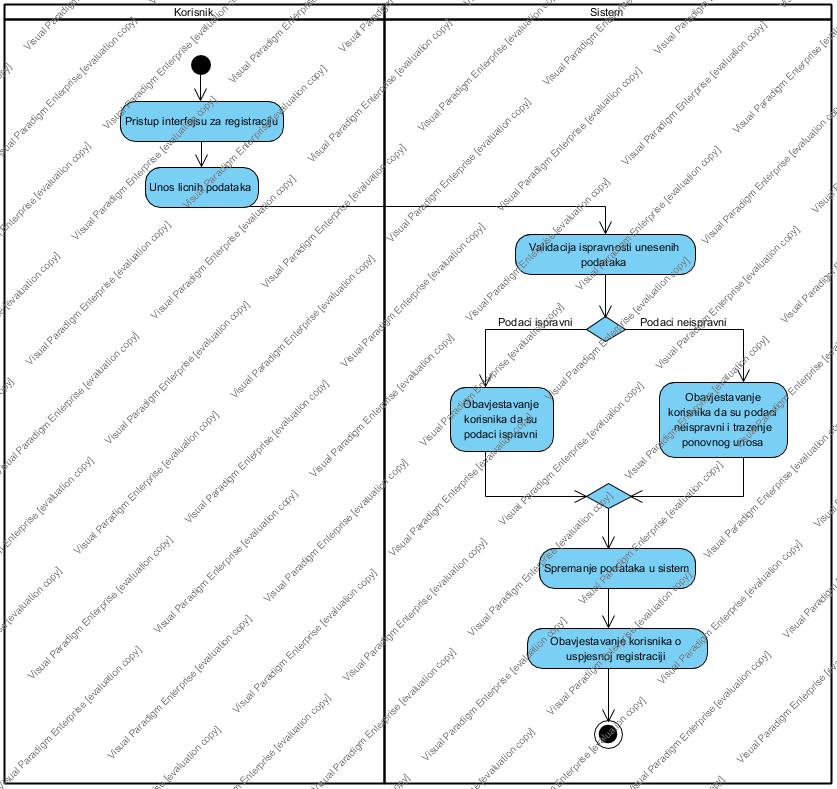 Korisnik
Sistem
Pristup interfejsu za registraciju
Unos licnih podataka
Validacija ispravnosti unesenih
podataka
Podaci ispravni
Podaci neispravni
Obavjestavanje
korisnika da su
podaci ispravni
Obavjestavanje
korisnika da su podaci
neispravni i trazenje
ponovnog unosa
Spremanje podataka u sistem
Obavjestavanje korisnika o
uspjesnoj registraciji
Visual Paradigm Enterprise [evaluation copy]